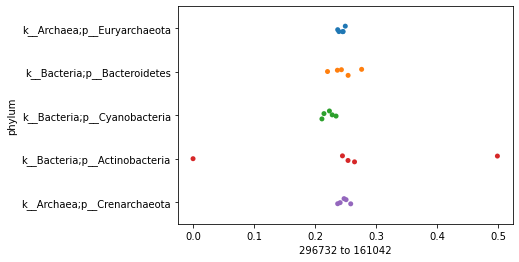 phylum
k__Archaea;p__Euryarchaeota
k__Bacteria;p__Bacteroidetes
k__Bacteria;p__Cyanobacteria
k__Bacteria;p__Actinobacteria
k__Archaea;p__Crenarchaeota
0.0 0.1 0.2 0.3 0.4 0.5
296732 to 161042